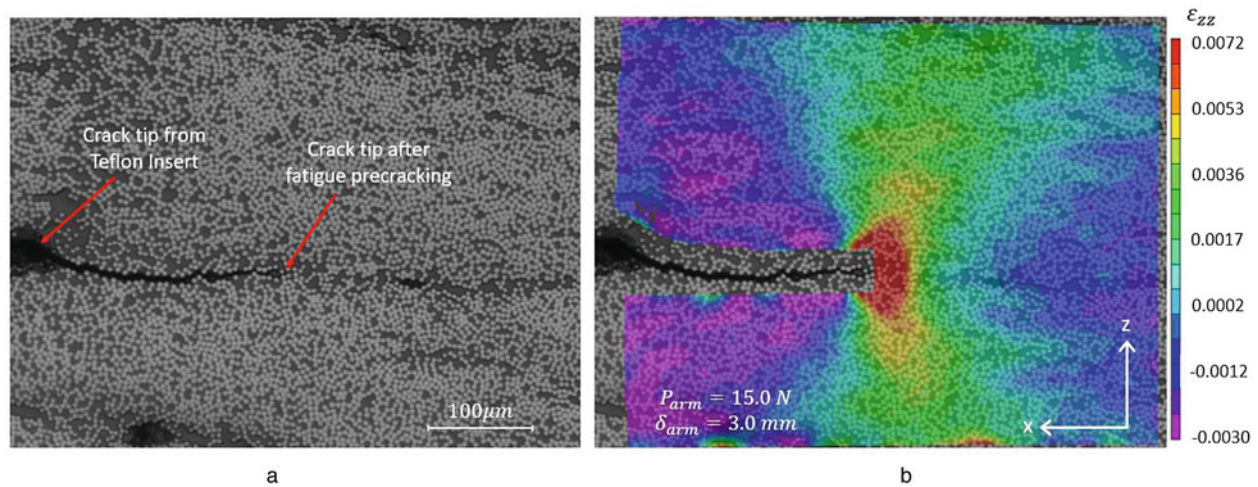 Crack tip from
Teflon Insert
Crack tip after
fatigue precracking
100μm
a
P_arm = 15.0 N
δ_arm = 3.0 mm
z
x
b
ε_zz
0.0072
0.0053
0.0036
0.0017
0.0002
-0.0012
-0.0030